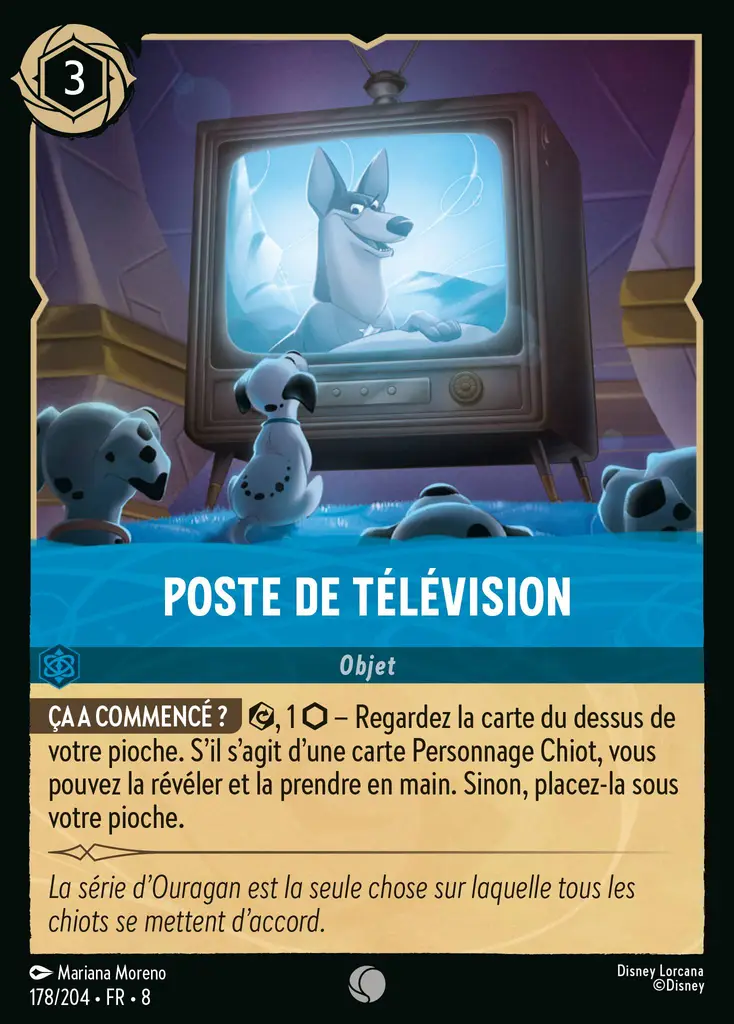 3
POSTE DE TÉLÉVISION
Objet
ÇA A COMMENCÉ ? , 1 – Regardez la carte du dessus de
votre pioche. S'il s'agit d'une carte Personnage Chiot, vous
pouvez la révéler et la prendre en main. Sinon, placez-la sous
votre pioche.
La série d'Ouragan est la seule chose sur laquelle tous les
chiots se mettent d'accord.
Mariana Moreno
178/204 • FR • 8
Disney Lorcana
©Disney